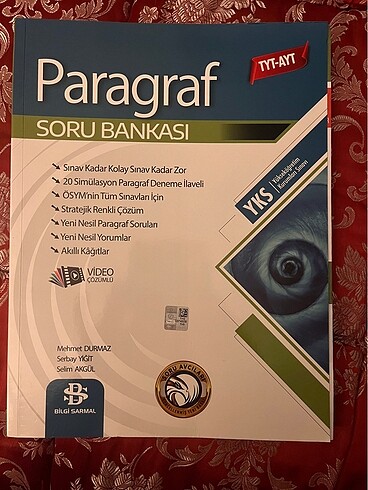 TYT-AYT
Paragraf
SORU BANKASI
Sınav Kadar Kolay Sınav Kadar Zor
20 Simülasyon Paragraf Deneme İlaveli
ÖSYM'nin Tüm Sınavları İçin
Stratejik Renkli Çözüm
Yeni Nesil Paragraf Soruları
Yeni Nesil Yorumlar
Akıllı Kâğıtlar
YKS
Yükseköğretim
Kurumları Sınavı
VİDEO
ÇÖZÜMLÜ
Mehmet DURMAZ
Serbay YİĞİT
Selim AKGÜL
BİLGİ SARMAL
SORU AVCILARI